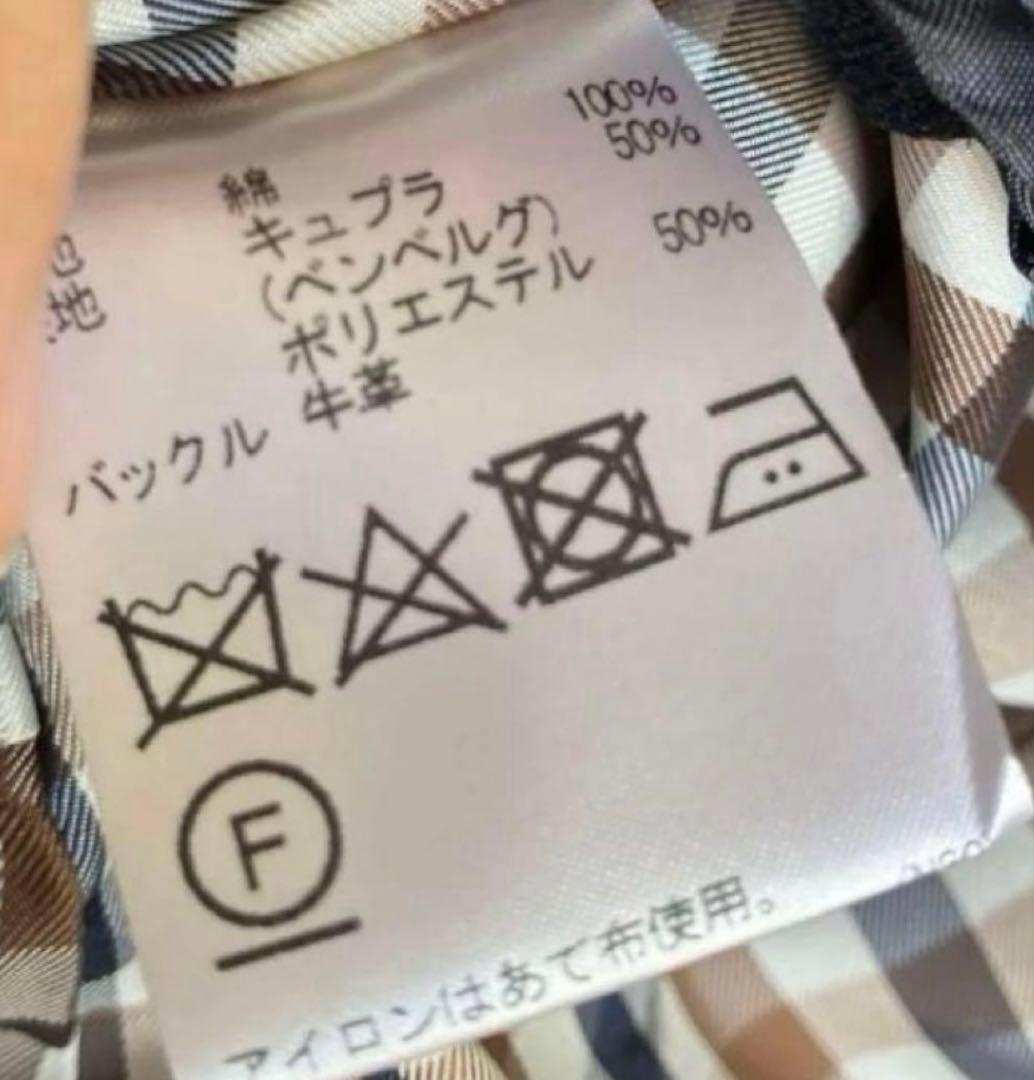 綿 100%
地 キュプラ 50%
(ベンベルグ)
ポリエステル 50%
バックル 牛革
F
アイロンはあて布使用。